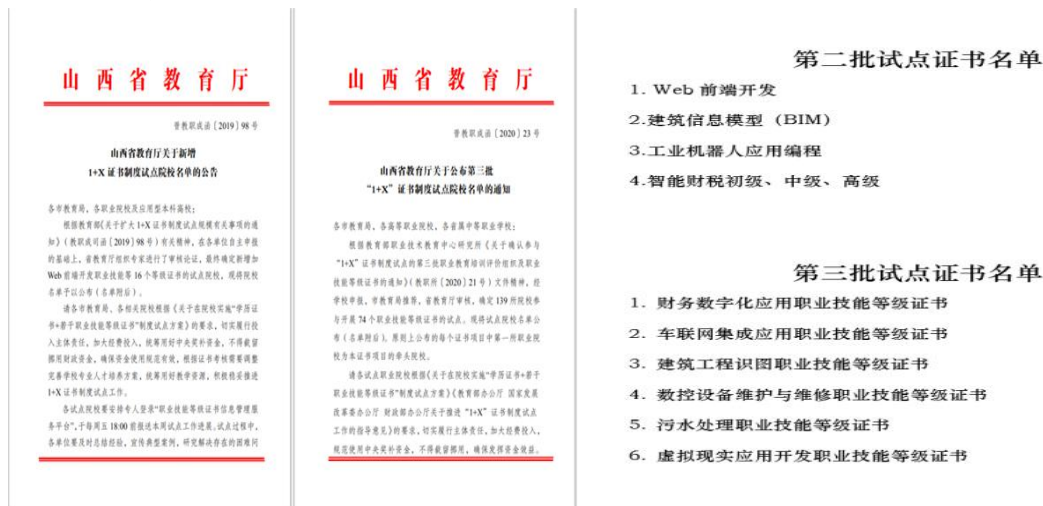 山西省教育厅
晋教职成函〔2019〕98号
山西省教育厅关于新增
1+X 证书制度试点院校名单的公告
各市教育局，各职业院校及应用型本科高校：
根据教育部《关于扩大 1+X 证书制度试点规模有关事项的通
知》（教职成司函〔2019〕98 号）有关精神，在各单位自主申报
的基础上，省教育厅组织专家进行了审核论证，最终确定新增加
Web 前端开发职业技能等 16 个等级证书的试点院校，现将院校
名单予以公布（名单附后）。
请各市教育局、各相关院校根据《关于在院校实施“学历证
书+若干职业技能等级证书”制度试点方案》的要求，切实履行投
入主体责任，加大经费投入，统筹用好中央奖补资金，不得截留
挪用财政资金，确保资金使用规范有效，根据证书考核需要调整
完善学校专业人才培养方案，统筹用好教学资源，积极稳妥推进
1+X 证书制度试点工作。
各试点院校要安排专人登录“职业技能等级证书信息管理服
务平台”，于每周五 18:00 前报送本周试点工作进展。试点过程中，
各单位要及时总结经验，宣传典型案例，研究解决存在的困难问
山西省教育厅
晋教职成函〔2020〕23号
山西省教育厅关于公布第三批
“1+X”证书制度试点院校名单的通知
各市教育局，各高等职业院校，各省属中等职业学校：
根据教育部职业技术教育中心研究所《关于确认参与
“1+X”证书制度试点的第三批职业教育培训评价组织及职业
技能等级证书的通知》（教职所〔2020〕21 号）文件精神，经
学校申报，市教育局推荐，省教育厅审核，确定 139 所院校参
与开展 74 个职业技能等级证书的试点。现将试点院校名单公
布（名单附后）。原则上公布的每个证书项目中第一所职业院
校为本证书项目的牵头院校。
请各试点职业院校根据《关于在院校实施“学历证书+若干
职业技能等级证书”制度试点方案》《教育部办公厅 国家发展
改革委办公厅 财政部办公厅关于推进“1+X”证书制度试点
工作的指导意见》的要求，切实履行主体责任，加大经费投入，
规范使用中央奖补资金，不得截留挪用，确保发挥资金效益。
第二批试点证书名单
1. Web 前端开发
2.建筑信息模型（BIM）
3.工业机器人应用编程
4.智能财税初级、中级、高级
第三批试点证书名单
1. 财务数字化应用职业技能等级证书
2. 车联网集成应用职业技能等级证书
3. 建筑工程识图职业技能等级证书
4. 数控设备维护与维修职业技能等级证书
5. 污水处理职业技能等级证书
6. 虚拟现实应用开发职业技能等级证书